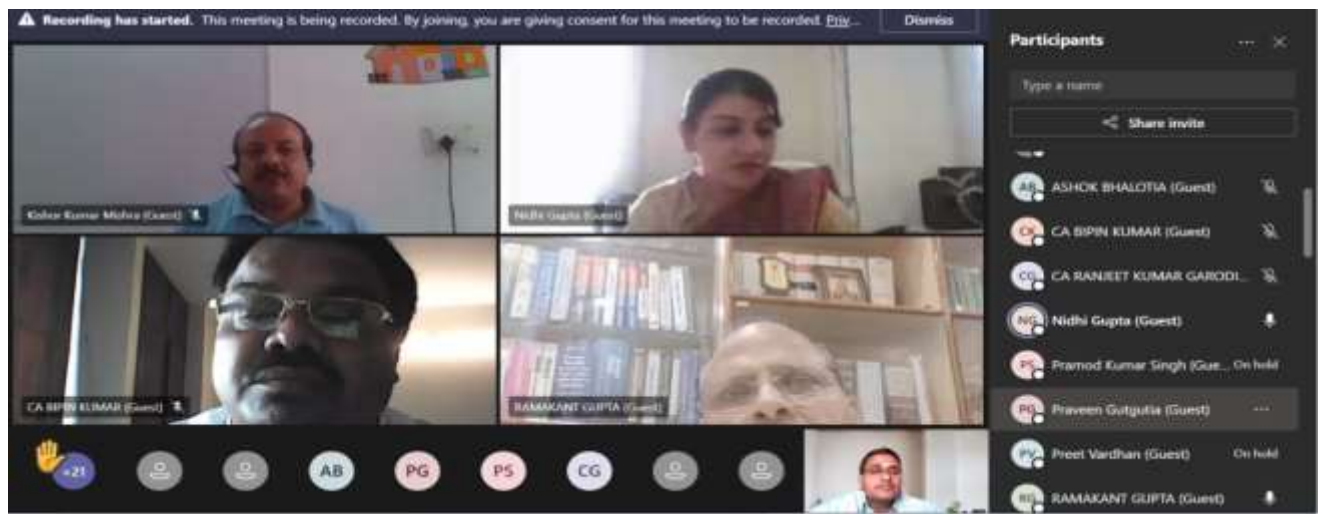 Recording has started. This meeting is being recorded. By joining, you are giving consent for this meeting to be recorded. Priv...
Dismiss
Kishor Kumar Mishra (Guest)
Nidhi Gupta (Guest)
CA BIPIN KUMAR (Guest)
RAMAKANT GUPTA (Guest)
+21
AB
PG
PS
CG
Participants
Type a name
Share invite
AB ASHOK BHALOTIA (Guest)
CK CA BIPIN KUMAR (Guest)
CG CA RANJEET KUMAR GARODI...
NG Nidhi Gupta (Guest)
PS Pramod Kumar Singh (Gue... On hold
PG Praveen Gutgutia (Guest)
PV Preet Vardhan (Guest) On hold
RG RAMAKANT GUPTA (Guest)